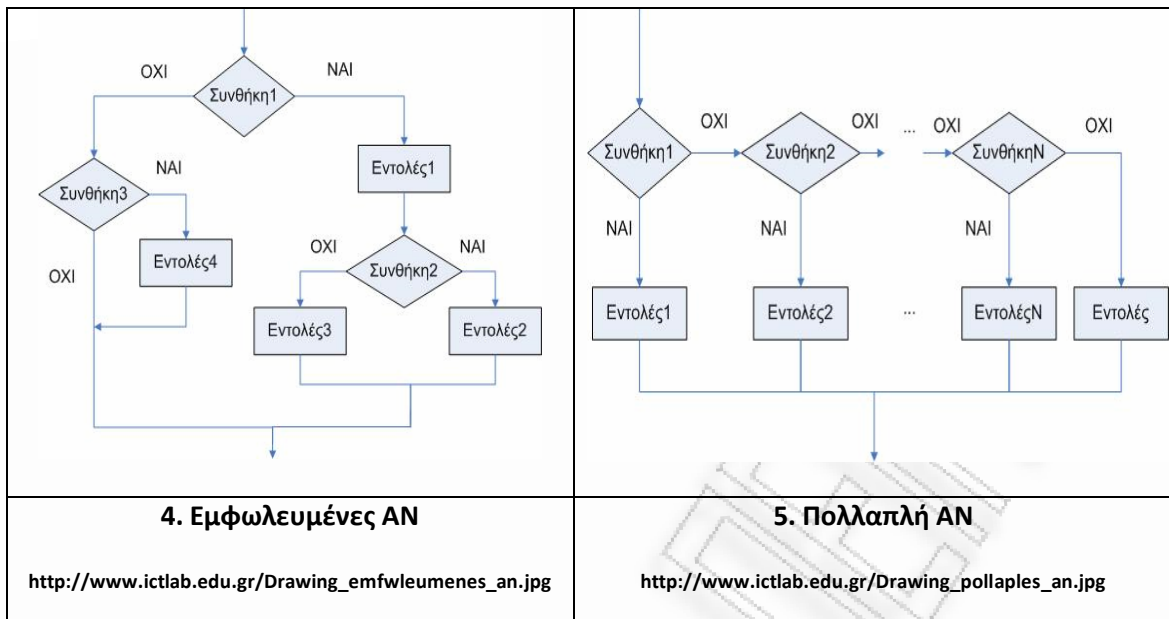 ΟΧΙ
ΝΑΙ
Συνθήκη1
Συνθήκη3
ΝΑΙ
Εντολές1
Εντολές4
ΟΧΙ
ΟΧΙ
ΝΑΙ
Συνθήκη2
Εντολές3
Εντολές2
4. Εμφωλευμένες ΑΝ
http://www.ictlab.edu.gr/Drawing_emfwleumenes_an.jpg
ΟΧΙ
ΟΧΙ
...
ΟΧΙ
ΟΧΙ
Συνθήκη1
Συνθήκη2
ΣυνθήκηN
ΝΑΙ
ΝΑΙ
ΝΑΙ
Εντολές1
Εντολές2
...
ΕντολέςN
Εντολές
5. Πολλαπλή ΑΝ
http://www.ictlab.edu.gr/Drawing_pollaples_an.jpg